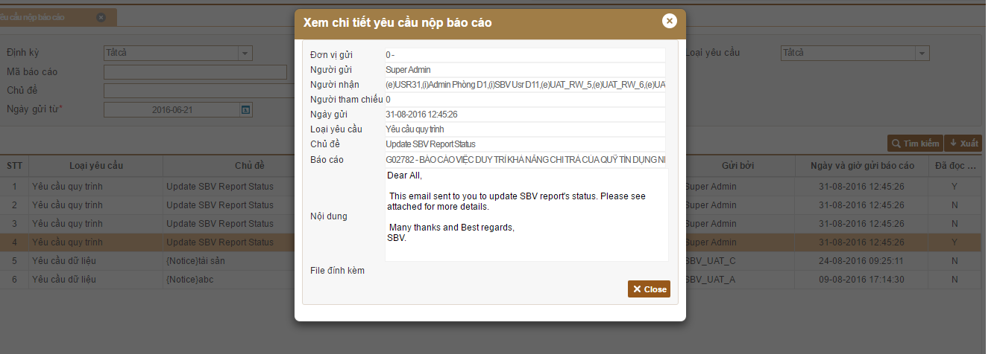 êu cầu nộp báo cáo
Xem chi tiết yêu cầu nộp báo cáo
Định kỳ
Tất cả
Loại yêu cầu
Tất cả
Mã báo cáo
Chủ đề
Ngày gửi từ*
2016-06-21
Đơn vị gửi
0 -
Người gửi
Super Admin
Người nhận
(e)USR31,(i)Admin Phòng D1,(i)SBV Usr D11,(e)UAT_RW_5,(e)UAT_RW_6,(e)UA
Người tham chiếu
0
Ngày gửi
31-08-2016 12:45:26
Loại yêu cầu
Yêu cầu quy trình
Chủ đề
Update SBV Report Status
Báo cáo
G02782 - BÁO CÁO VIỆC DUY TRÌ KHẢ NĂNG CHI TRẢ CỦA QUỸ TÍN DỤNG
Nội dung
Dear All,
This email sent to you to update SBV report's status. Please see
attached for more details.
Many thanks and Best regards,
SBV.
File đính kèm
Close
Tìm kiếm Xuất
STT Loại yêu cầu Chủ đề Gửi bởi Ngày và giờ gửi báo cáo Đã đọc ...
1 Yêu cầu quy trình Update SBV Report Status Super Admin 31-08-2016 12:45:26 Y
2 Yêu cầu quy trình Update SBV Report Status Super Admin 31-08-2016 12:45:26 N
3 Yêu cầu quy trình Update SBV Report Status Super Admin 31-08-2016 12:45:26 N
4 Yêu cầu quy trình Update SBV Report Status Super Admin 31-08-2016 12:45:26 Y
5 Yêu cầu dữ liệu {Notice}tài sản SBV_UAT_C 24-08-2016 09:25:11 N
6 Yêu cầu dữ liệu {Notice}abc SBV_UAT_A 09-08-2016 17:14:30 N